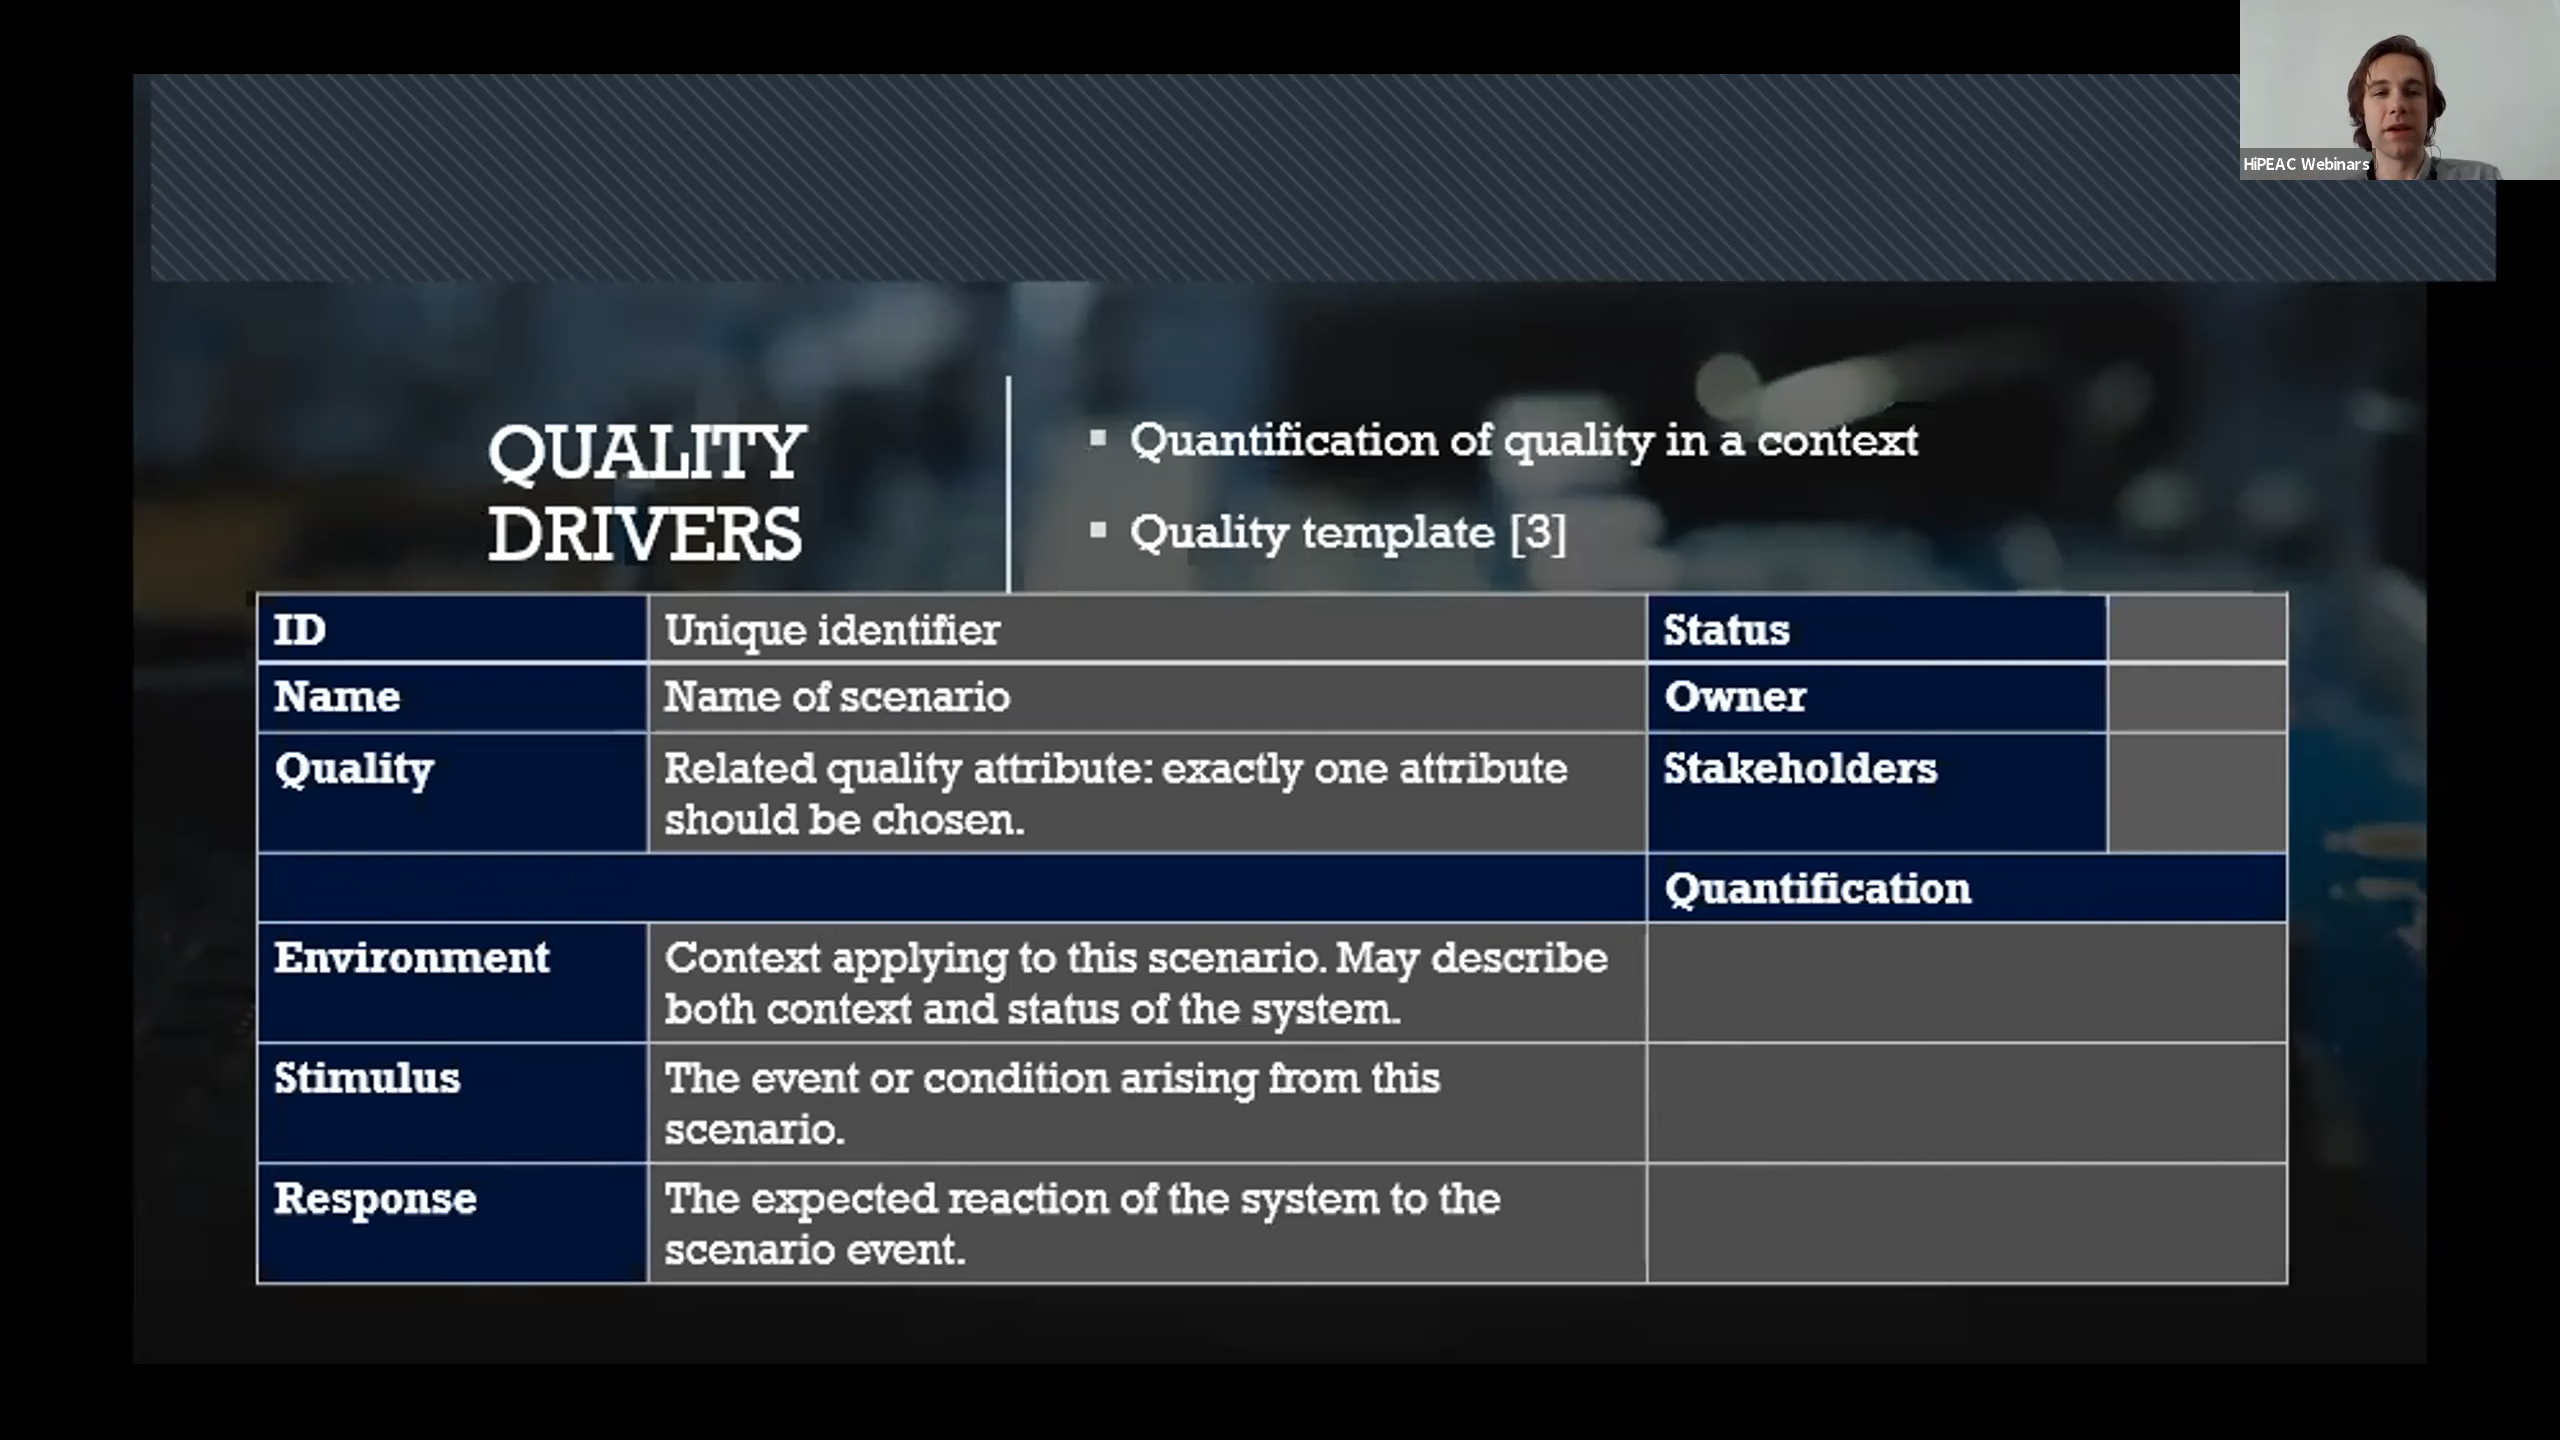 HiPEAC Webinars
QUALITY
DRIVERS
▪ Quantification of quality in a context
▪ Quality template [3]
ID Unique identifier Status
Name Name of scenario Owner
Quality Related quality attribute: exactly one attribute Stakeholders
should be chosen.
Quantification
Environment Context applying to this scenario. May describe
both context and status of the system.
Stimulus The event or condition arising from this
scenario.
Response The expected reaction of the system to the
scenario event.